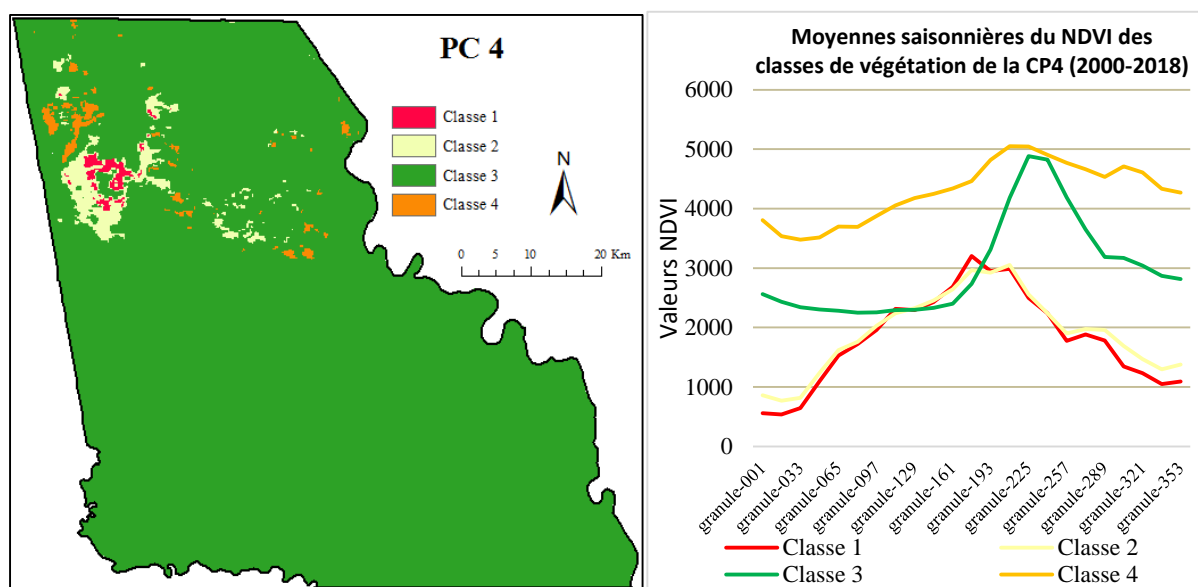 PC 4
Classe 1
Classe 2
Classe 3
Classe 4
N
0 5 10 20 Km
Moyennes saisonnières du NDVI des
classes de végétation de la CP4 (2000-2018)
Valeurs NDVI
6000
5000
4000
3000
2000
1000
0
granule-001
granule-033
granule-065
granule-097
granule-129
granule-161
granule-193
granule-225
granule-257
granule-289
granule-321
granule-353
Classe 1
Classe 2
Classe 3
Classe 4